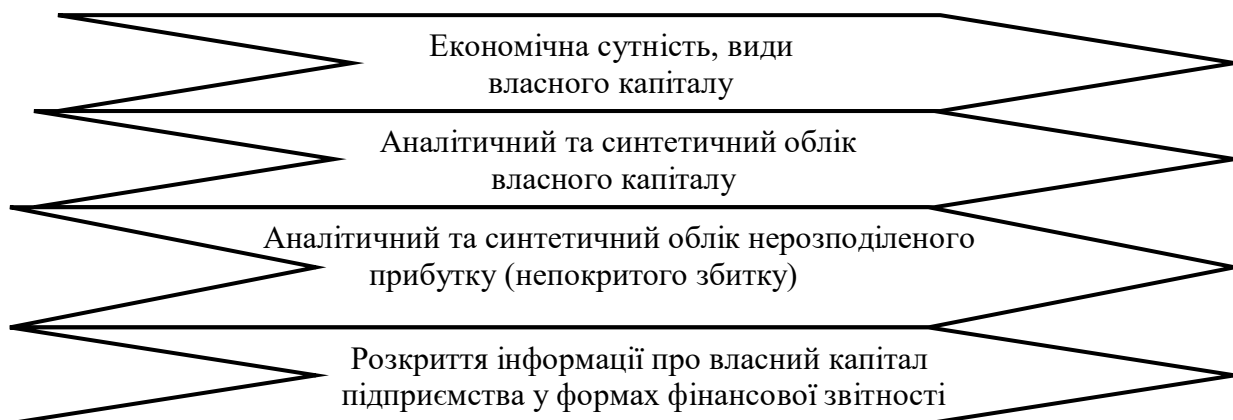 Економічна сутність, види
власного капіталу
Аналітичний та синтетичний облік
власного капіталу
Аналітичний та синтетичний облік нерозподіленого
прибутку (непокритого збитку)
Розкриття інформації про власний капітал
підприємства у формах фінансової звітності